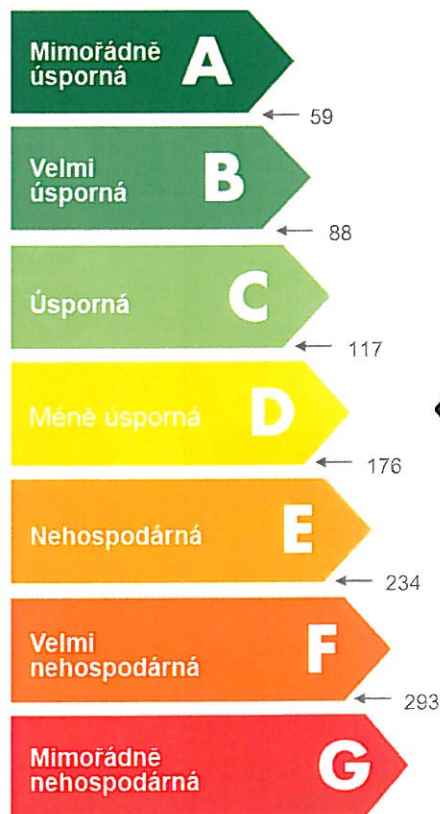 Mimořádně
úsporná
A
59
Velmi
úsporná
B
88
Úsporná
C
117
Méně úsporná
D
176
Nehospodárná
E
234
Velmi
nehospodárná
F
293
Mimořádně
nehospodárná
G